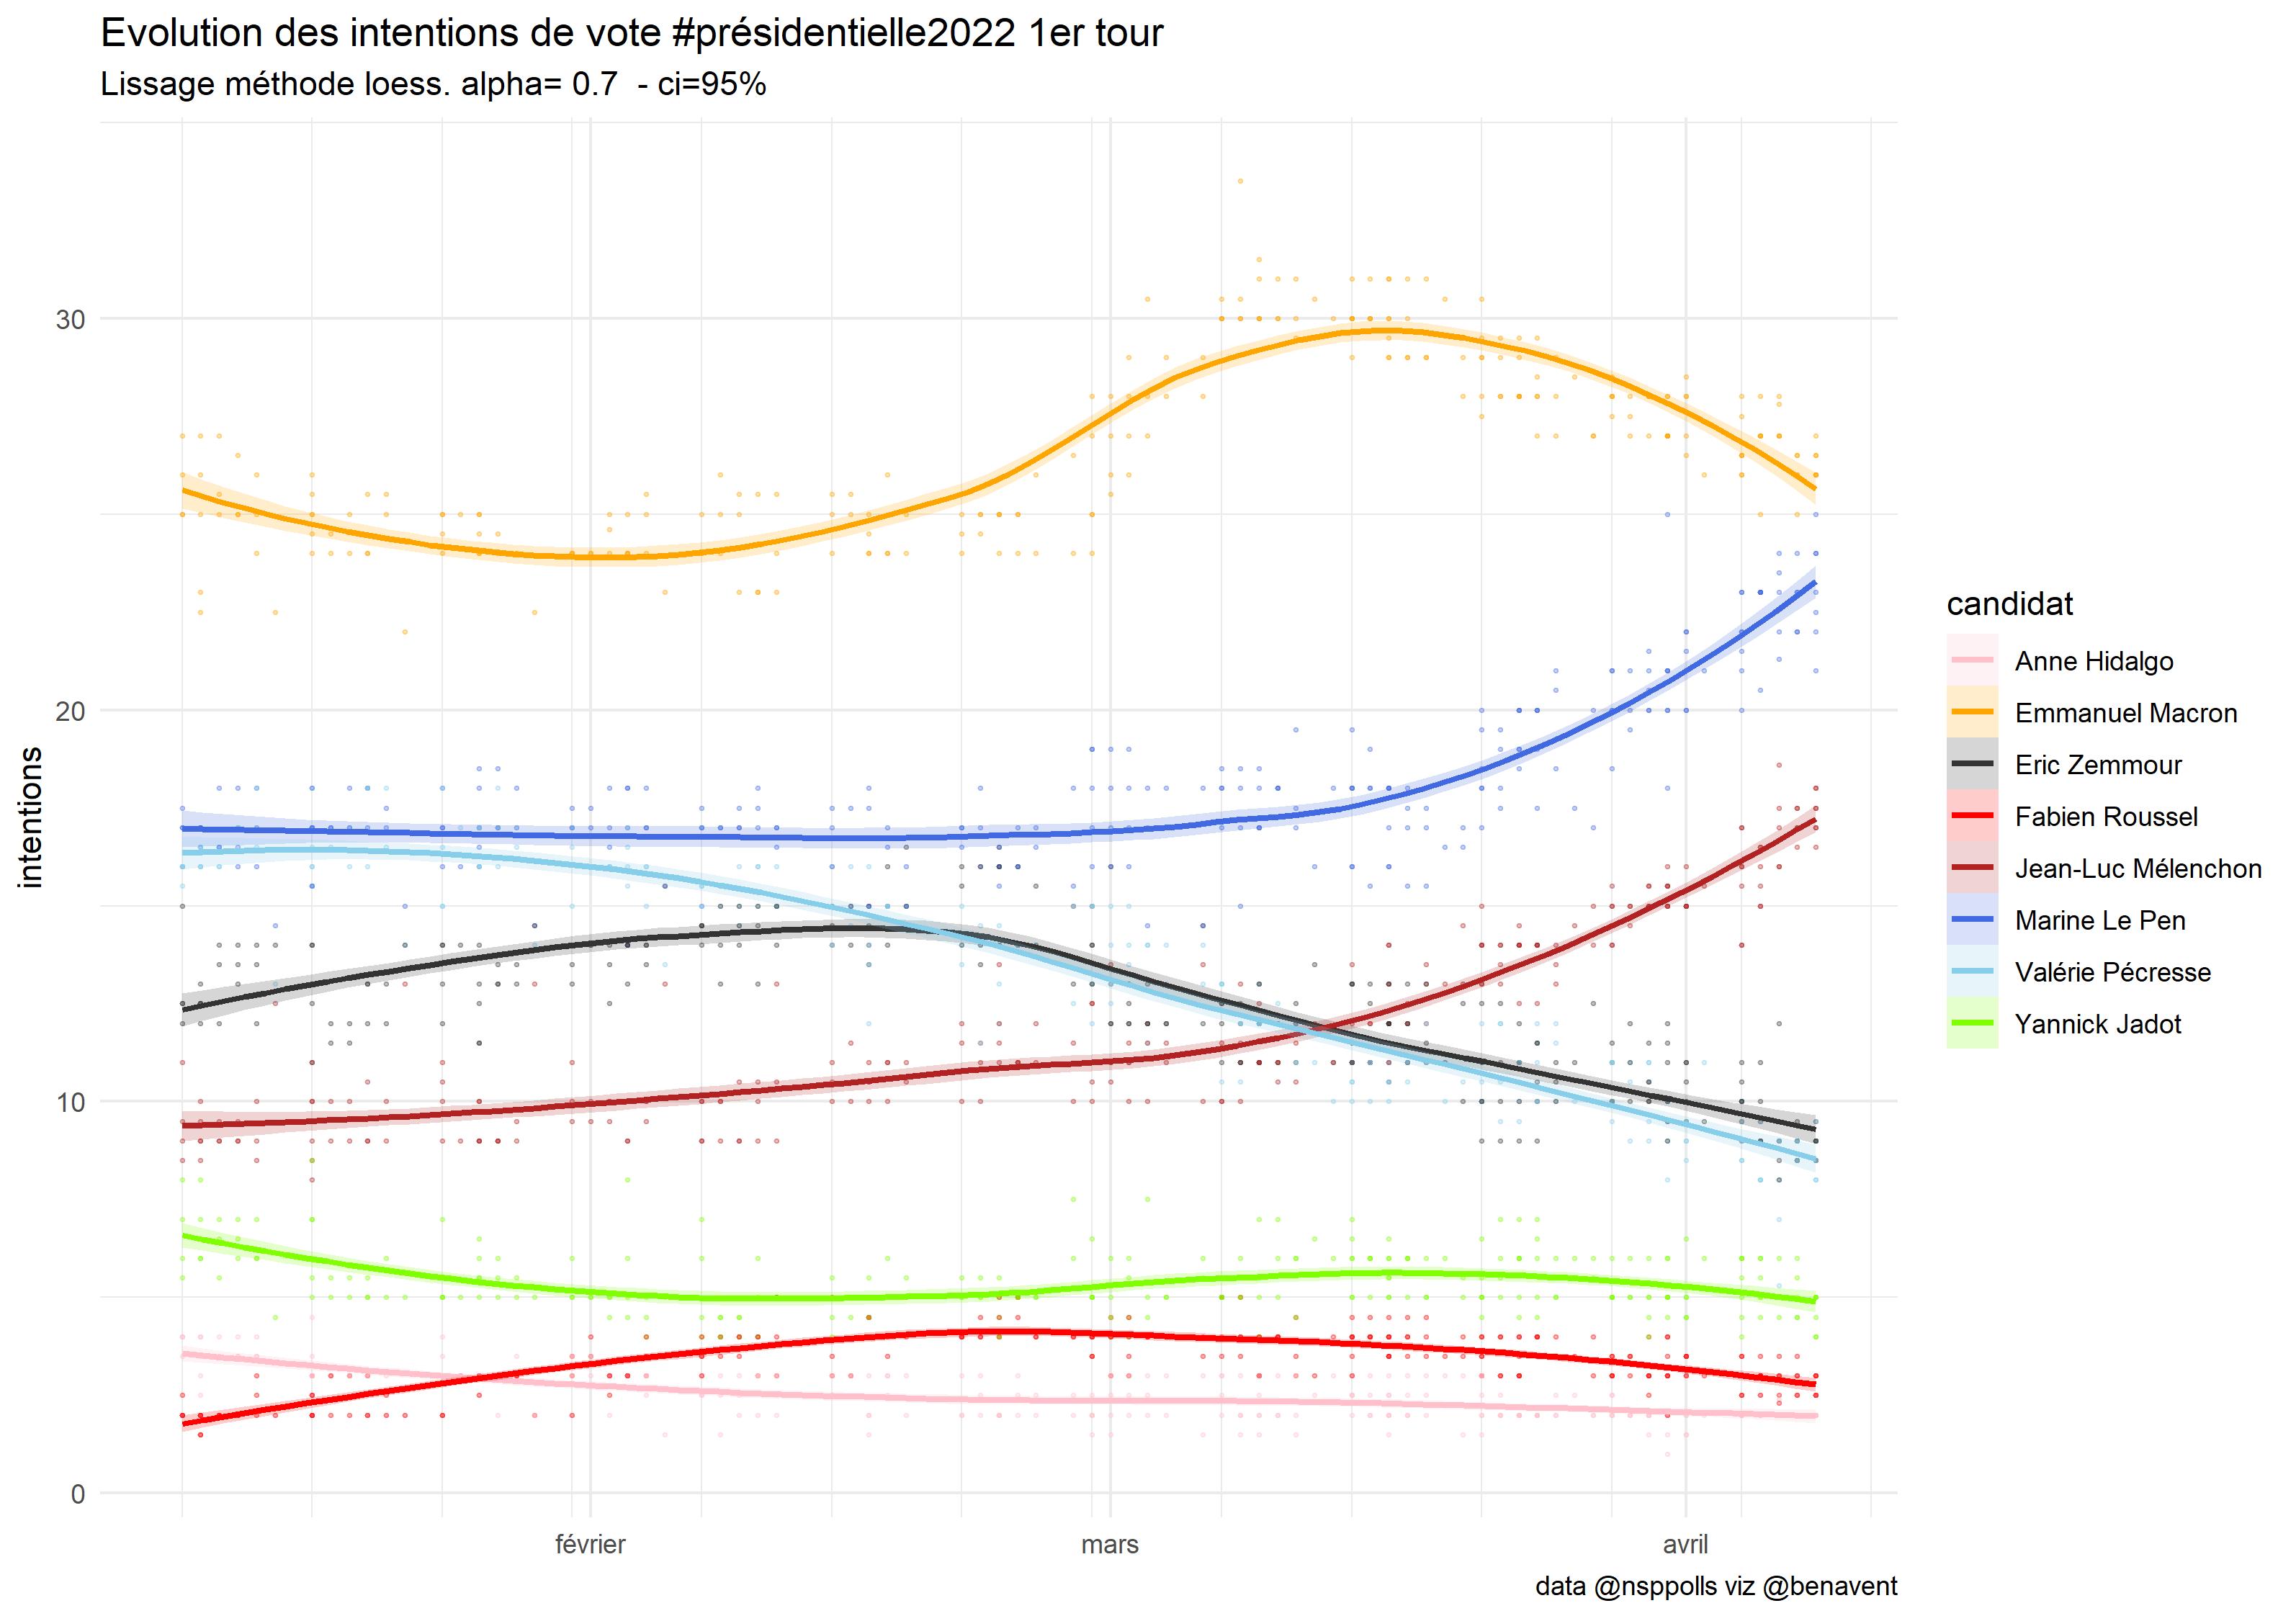 Evolution des intentions de vote #présidentielle2022 1er tour
Lissage méthode loess. alpha= 0.7  - ci=95%
intentions
30
20
10
0
février
mars
avril
candidat
Anne Hidalgo
Emmanuel Macron
Eric Zemmour
Fabien Roussel
Jean-Luc Mélenchon
Marine Le Pen
Valérie Pécresse
Yannick Jadot
data @nsppolls viz @benavent